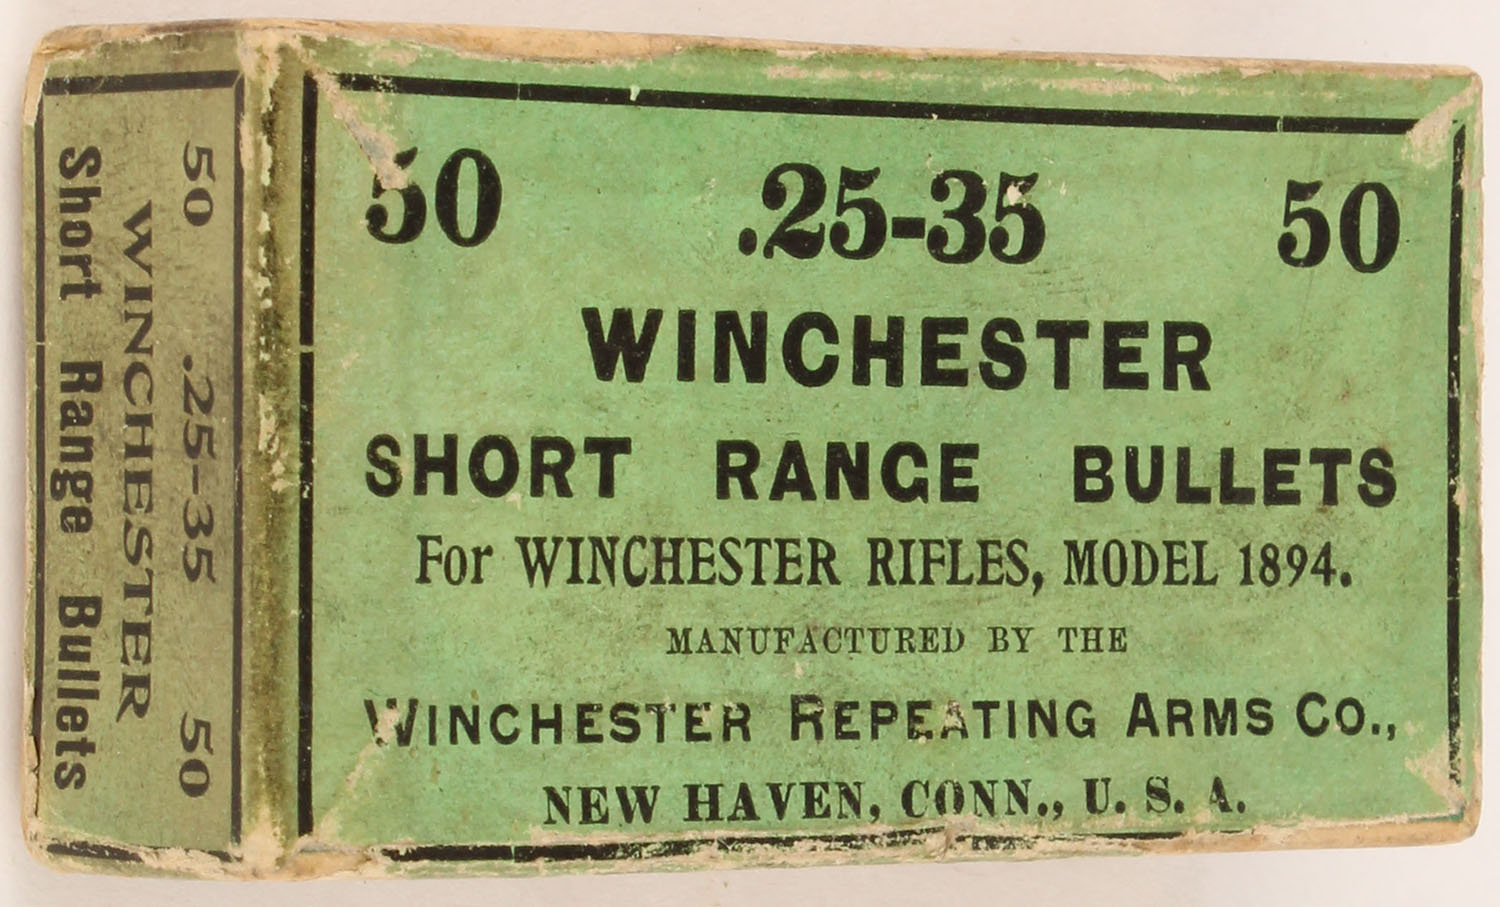 50 .25-35 50
WINCHESTER
SHORT RANGE BULLETS
For WINCHESTER RIFLES, MODEL 1894.
MANUFACTURED BY THE
WINCHESTER REPEATING ARMS CO.,
NEW HAVEN, CONN., U. S. A.
50 .25-35 50
WINCHESTER
Short Range Bullets